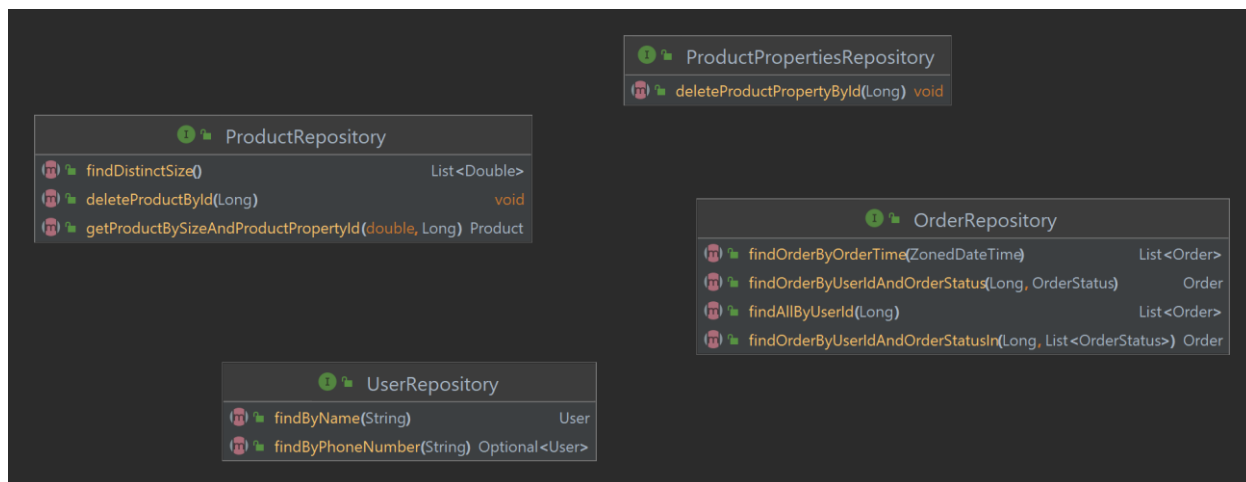 ProductPropertiesRepository
deleteProductPropertyById(Long) void
ProductRepository
findDistinctSize() List<Double>
deleteProductById(Long) void
getProductBySizeAndProductPropertyId(double, Long) Product
OrderRepository
findOrderByOrderTime(ZonedDateTime) List<Order>
findOrderByUserIdAndOrderStatus(Long, OrderStatus) Order
findAllByUserId(Long) List<Order>
findOrderByUserIdAndOrderStatusIn(Long, List<OrderStatus>) Order
UserRepository
findByName(String) User
findByPhoneNumber(String) Optional<User>